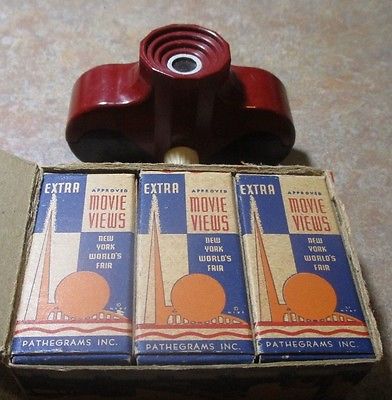 EXTRA
APPROVED
MOVIE
VIEWS
NEW
YORK
WORLD'S
FAIR
PATHEGRAMS INC.
EXTRA
APPROVED
MOVIE
VIEWS
NEW
YORK
WORLD'S
FAIR
PATHEGRAMS INC.
EXTRA
APPROVED
MOVIE
VIEWS
NEW
YORK
WORLD'S
FAIR
PATHEGRAMS INC.